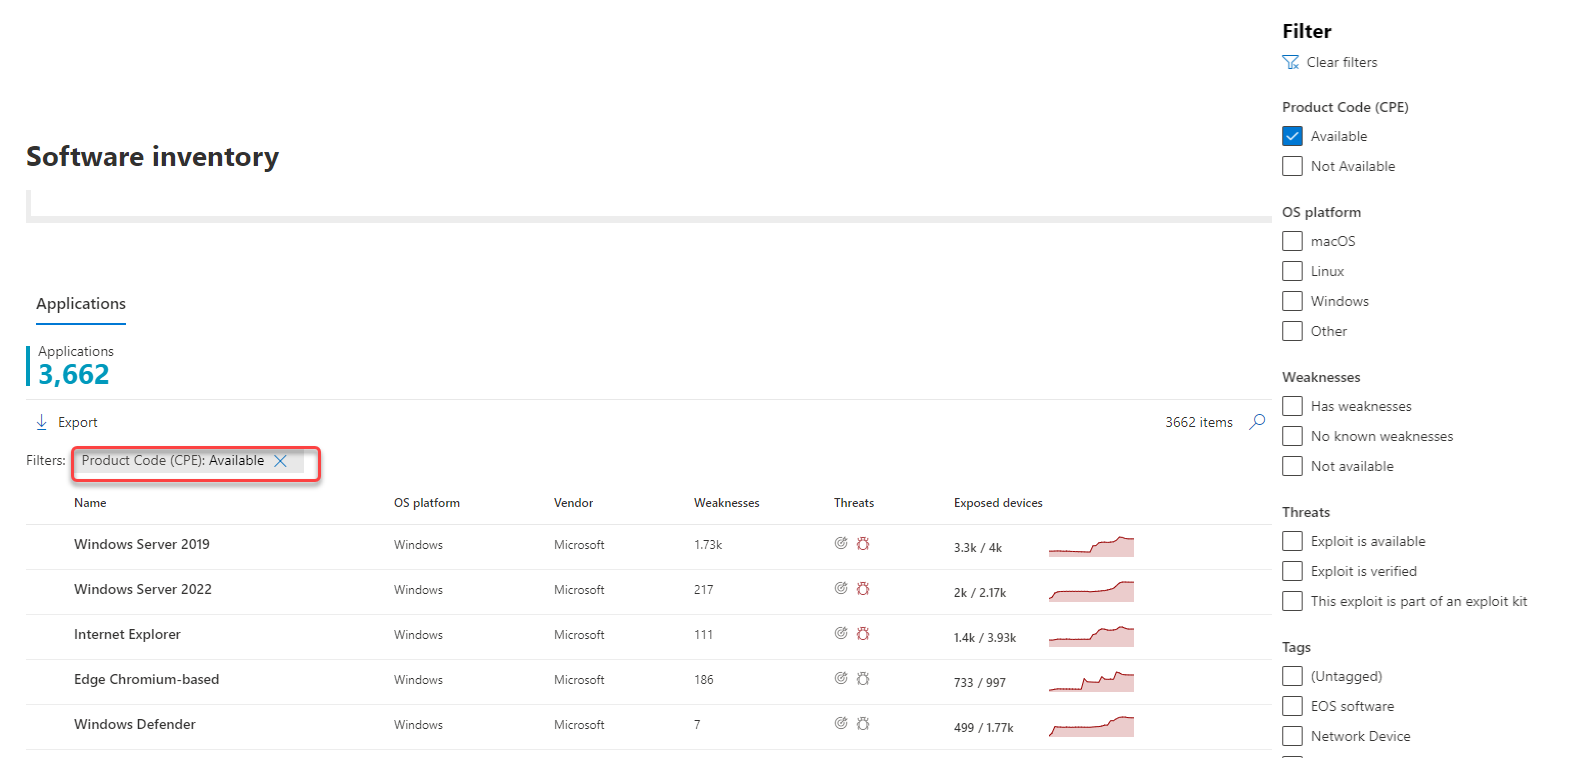 Software inventory
Applications
Applications
3,662
Export
3662 items
Filters: Product Code (CPE): Available
Name OS platform Vendor Weaknesses Threats Exposed devices
Windows Server 2019 Windows Microsoft 1.73k 3.3k / 4k
Windows Server 2022 Windows Microsoft 217 2k / 2.17k
Internet Explorer Windows Microsoft 111 1.4k / 3.93k
Edge Chromium-based Windows Microsoft 186 733 / 997
Windows Defender Windows Microsoft 7 499 / 1.77k
Filter
Clear filters
Product Code (CPE)
Available
Not Available
OS platform
macOS
Linux
Windows
Other
Weaknesses
Has weaknesses
No known weaknesses
Not available
Threats
Exploit is available
Exploit is verified
This exploit is part of an exploit kit
Tags
(Untagged)
EOS software
Network Device